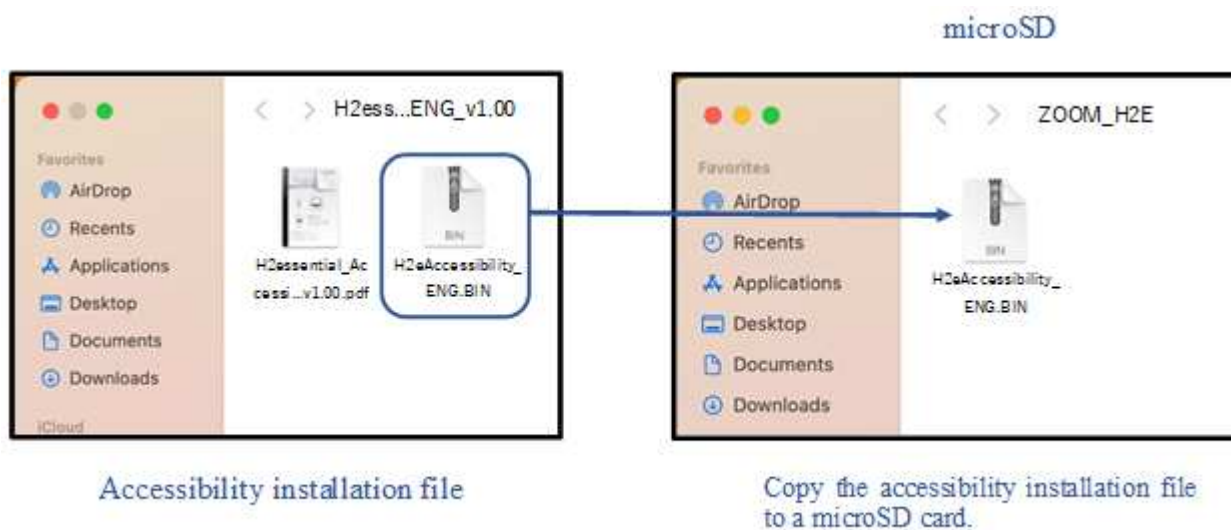 microSD
H2ess...ENG_v1.00
Favorites
AirDrop
Recents
Applications
Desktop
Documents
Downloads
iCloud
H2essential_Ac
cessi...v1.00.pdf
BIN
H2eAccessibility_
ENG.BIN
ZOOM_H2E
Favorites
AirDrop
Recents
Applications
Desktop
Documents
Downloads
BIN
H2eAccessibility_
ENG.BIN
Accessibility installation file
Copy the accessibility installation file
to a microSD card.